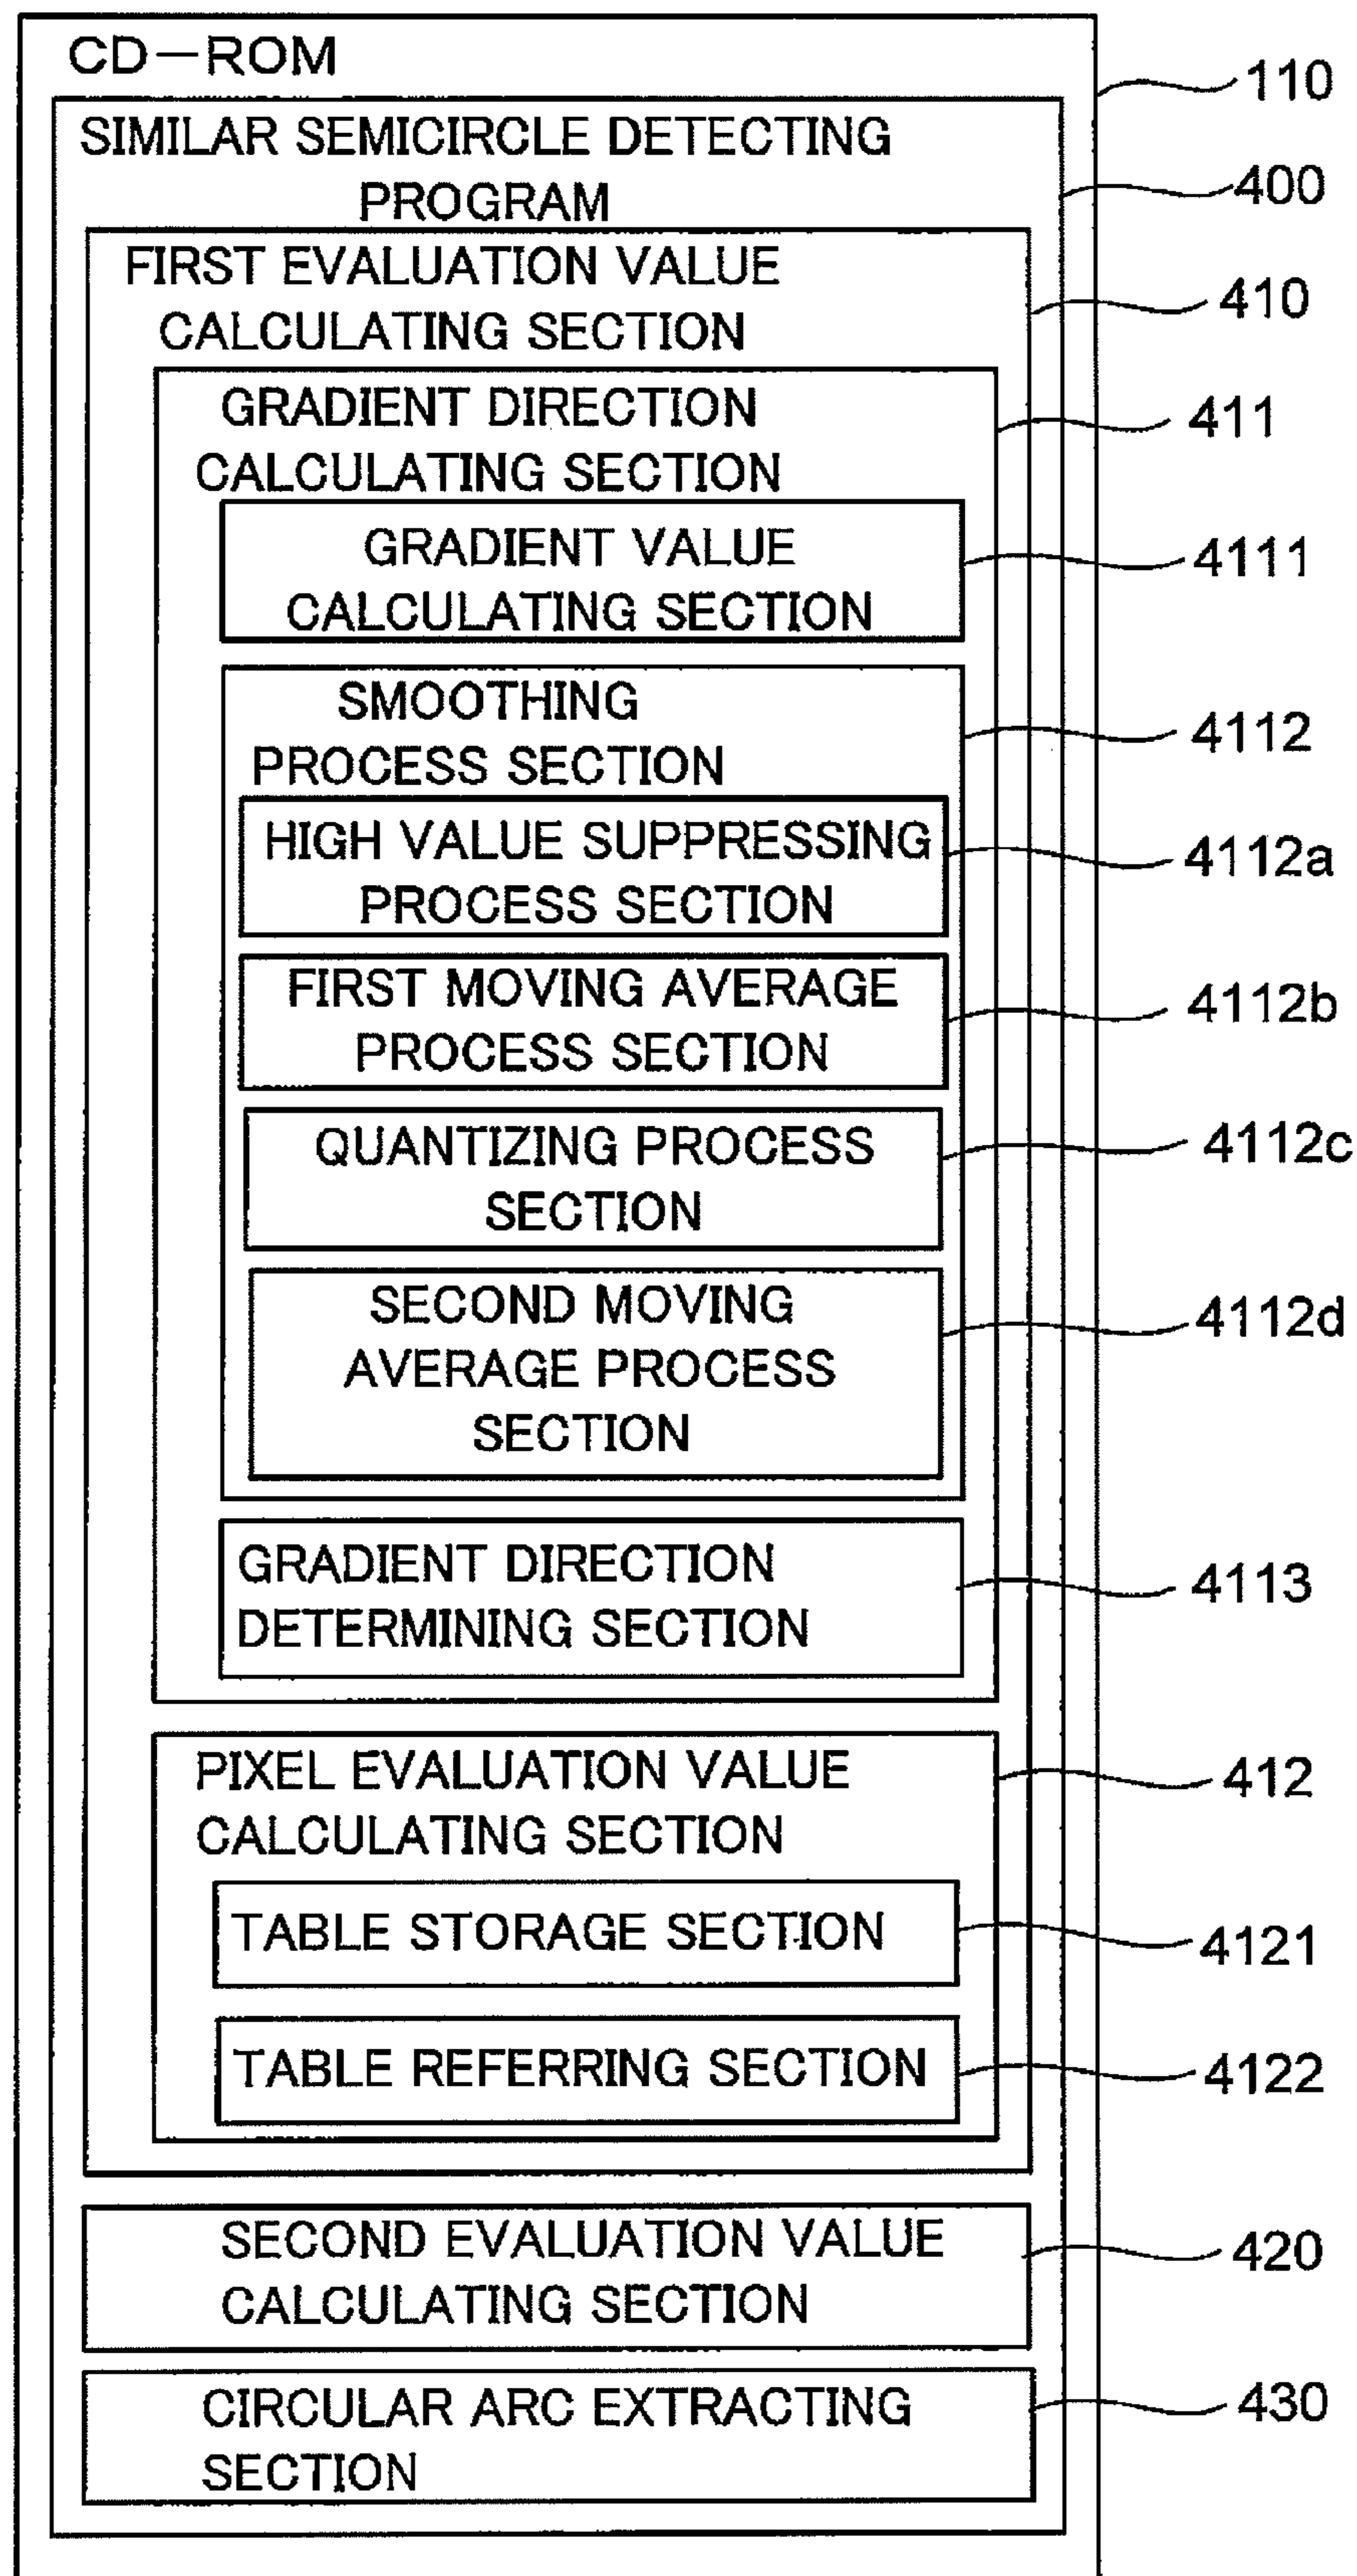 CD-ROM
110
SIMILAR SEMICIRCLE DETECTING
PROGRAM
400
FIRST EVALUATION VALUE
CALCULATING SECTION
410
GRADIENT DIRECTION
CALCULATING SECTION
411
GRADIENT VALUE
CALCULATING SECTION
4111
SMOOTHING
PROCESS SECTION
4112
HIGH VALUE SUPPRESSING
PROCESS SECTION
4112a
FIRST MOVING AVERAGE
PROCESS SECTION
4112b
QUANTIZING PROCESS
SECTION
4112c
SECOND MOVING
AVERAGE PROCESS
SECTION
4112d
GRADIENT DIRECTION
DETERMINING SECTION
4113
PIXEL EVALUATION VALUE
CALCULATING SECTION
412
TABLE STORAGE SECTION
4121
TABLE REFERRING SECTION
4122
SECOND EVALUATION VALUE
CALCULATING SECTION
420
CIRCULAR ARC EXTRACTING
SECTION
430